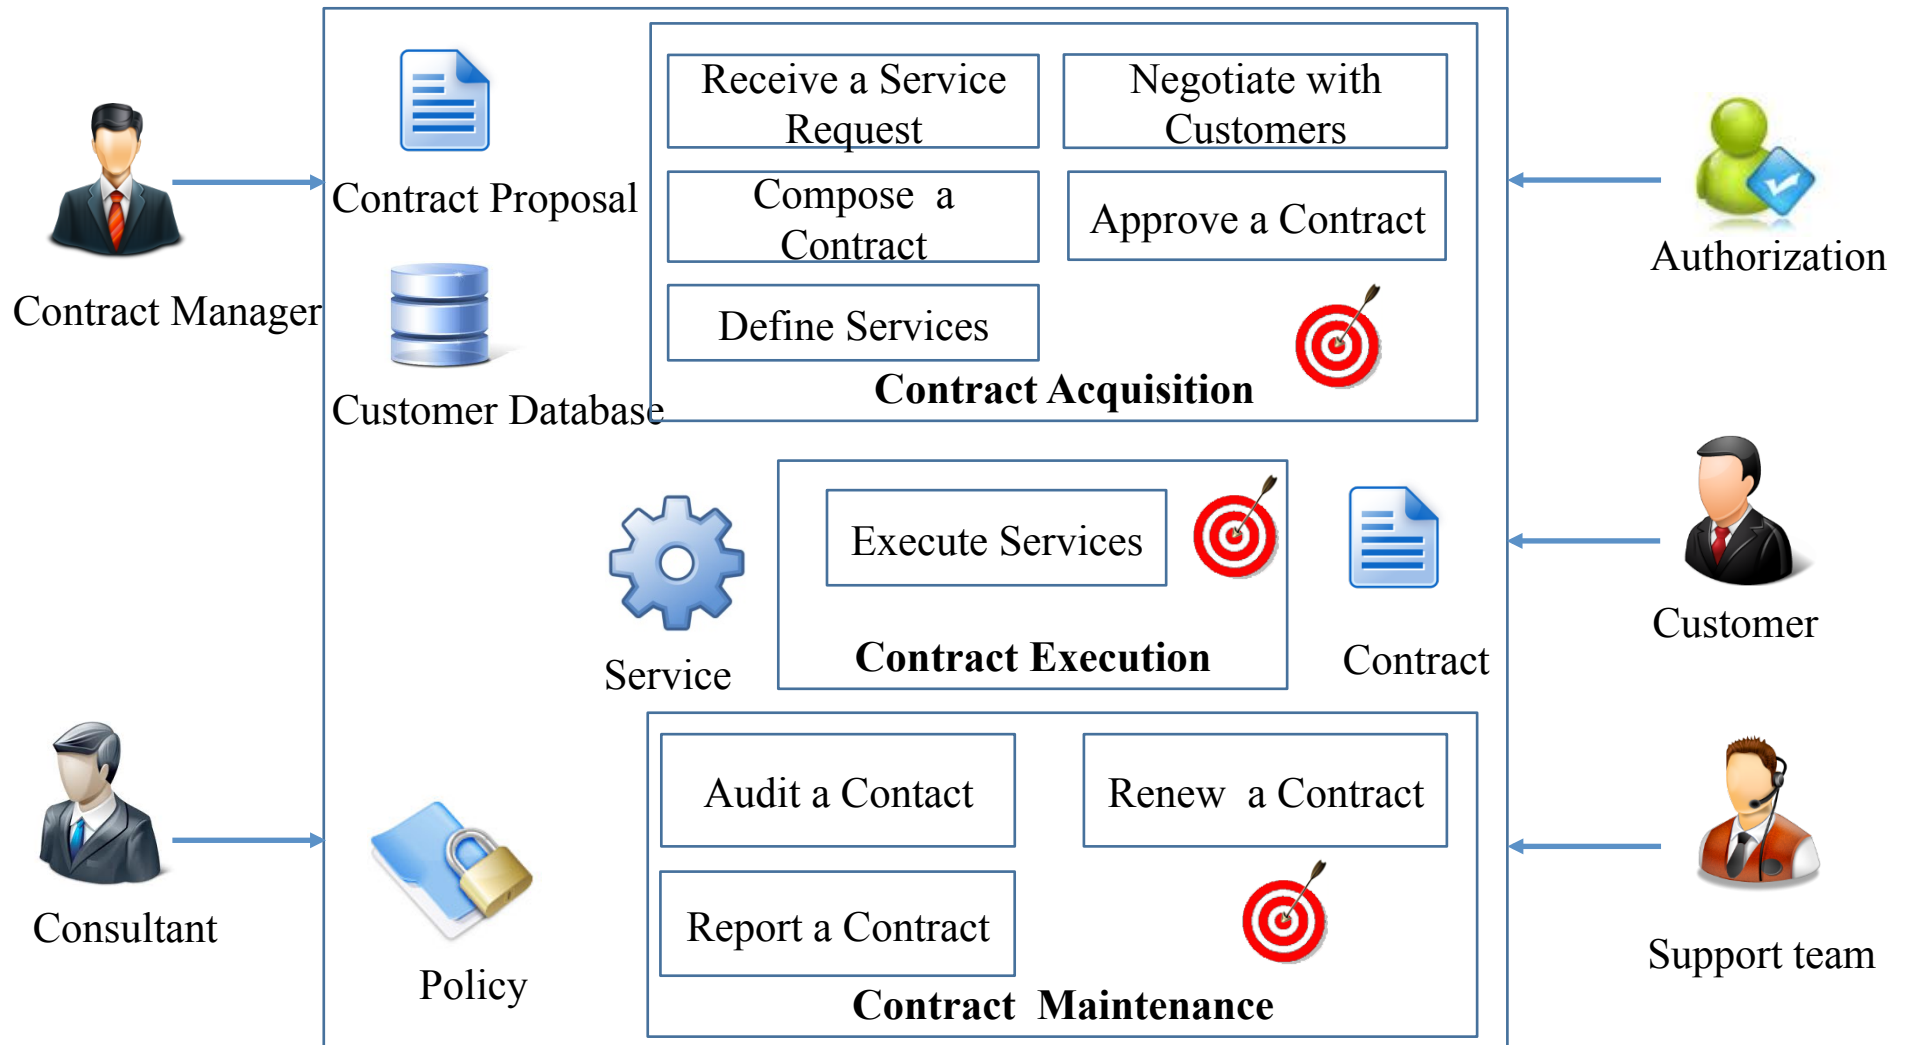 Receive a Service
Request
Negotiate with
Customers
Contract Proposal
Compose a
Contract
Approve a Contract
Authorization
Contract Manager
Define Services
Contract Acquisition
Customer Database
Execute Services
Customer
Contract Execution
Contract
Service
Audit a Contact
Renew a Contract
Consultant
Report a Contract
Support team
Policy
Contract Maintenance